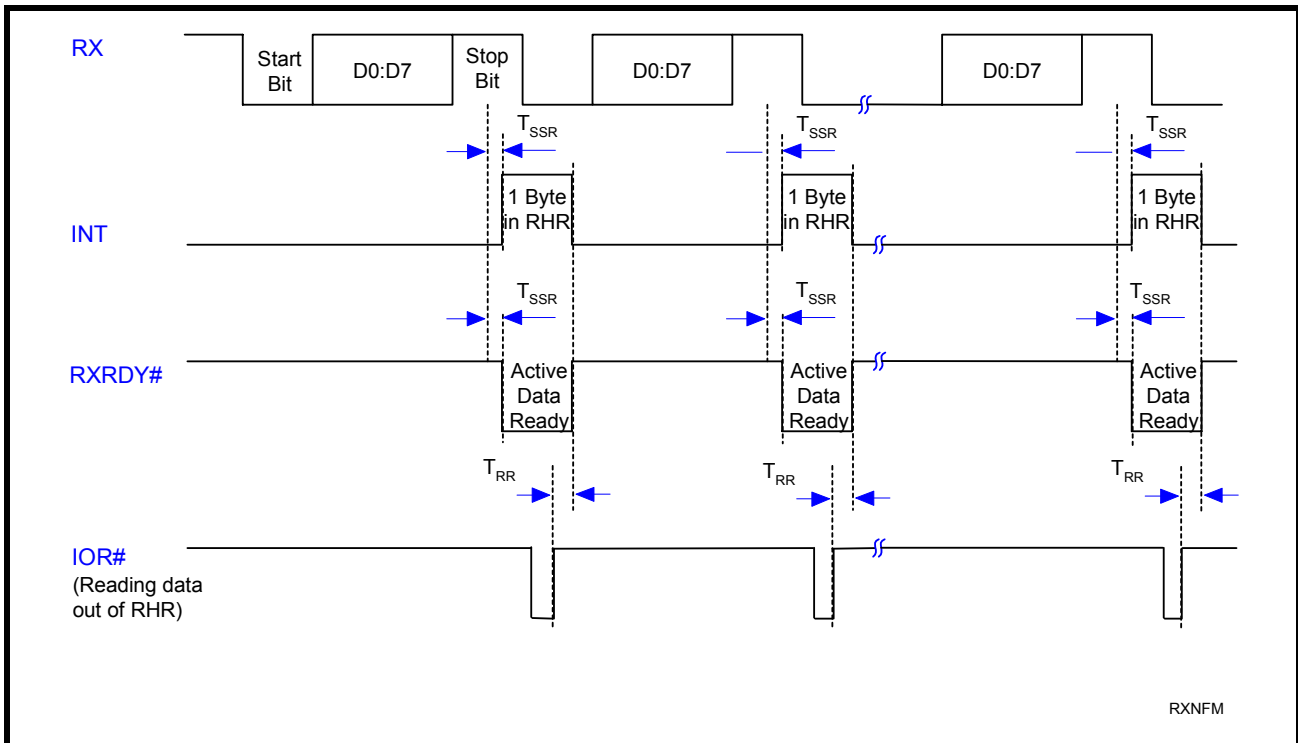 RX
Start
Bit
D0:D7
Stop
Bit
D0:D7
D0:D7
TSSR
TSSR
TSSR
INT
1 Byte
in RHR
1 Byte
in RHR
1 Byte
in RHR
TSSR
TSSR
TSSR
RXRDY#
Active
Data
Ready
Active
Data
Ready
Active
Data
Ready
TRR
TRR
TRR
IOR#
(Reading data
out of RHR)
RXNFM